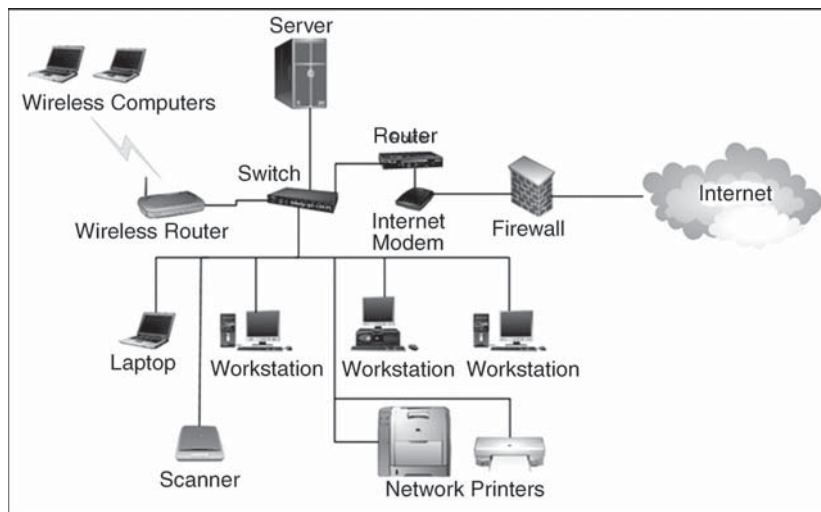 Server
Wireless Computers
Router
Switch
Internet
Wireless Router
Internet
Modem
Firewall
Laptop
Workstation
Workstation
Workstation
Scanner
Network Printers